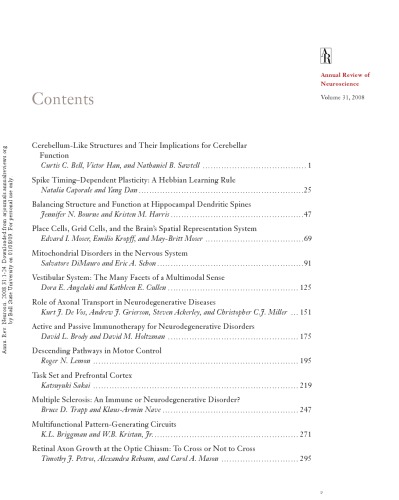 AR
Annual Review of
Neuroscience
Volume 31, 2008
Contents
Cerebellum-Like Structures and Their Implications for Cerebellar
Function
Curtis C. Bell, Victor Han, and Nathaniel B. Sawtell ........................................1
Spike Timing–Dependent Plasticity: A Hebbian Learning Rule
Natalia Caporale and Yang Dan ........................................25
Balancing Structure and Function at Hippocampal Dendritic Spines
Jennifer N. Bourne and Kristen M. Harris ........................................47
Place Cells, Grid Cells, and the Brain's Spatial Representation System
Edvard I. Moser, Emilio Kropff, and May-Britt Moser ........................................69
Mitochondrial Disorders in the Nervous System
Salvatore DiMauro and Eric A. Schon ........................................91
Vestibular System: The Many Facets of a Multimodal Sense
Dora E. Angelaki and Kathleen E. Cullen ........................................125
Role of Axonal Transport in Neurodegenerative Diseases
Kurt J. De Vos, Andrew J. Grierson, Steven Ackerley, and Christopher C.J. Miller ...151
Active and Passive Immunotherapy for Neurodegenerative Disorders
David L. Brody and David M. Holtzman ........................................175
Descending Pathways in Motor Control
Roger N. Lemon ........................................195
Task Set and Prefrontal Cortex
Katsuyuki Sakai ........................................219
Multiple Sclerosis: An Immune or Neurodegenerative Disorder?
Bruce D. Trapp and Klaus-Armin Nave ........................................247
Multifunctional Pattern-Generating Circuits
K.L. Briggman and W.B. Kristan, Jr. ........................................271
Retinal Axon Growth at the Optic Chiasm: To Cross or Not to Cross
Timothy J. Petros, Alexandra Rebsam, and Carol A. Mason ........................................295
Annu. Rev. Neurosci. 2008.31:1-24. Downloaded from arjournals.annualreviews.org
by Ball State University on 01/05/09. For personal use only.